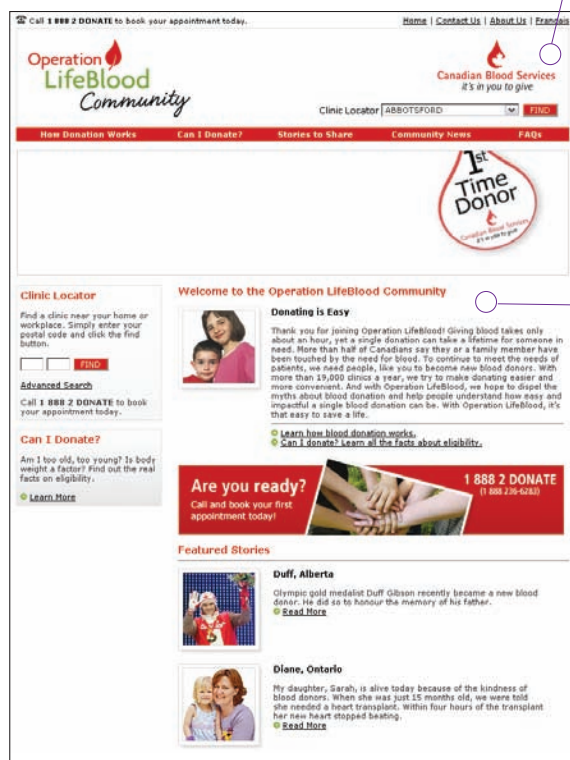 ☎ Call 1 888 2 DONATE to book your appointment today.
Home | Contact Us | About Us | Français
Operation
LifeBlood
Community
Canadian Blood Services
it's in you to give
Clinic Locator ABBOTSFORD FIND
How Donation Works Can I Donate? Stories to Share Community News FAQs
1st
Time
Donor
Canadian Blood Services
it's in you to give
Clinic Locator
Find a clinic near your home or
workplace. Simply enter your
postal code and click the find
button.
FIND
Advanced Search
Call 1 888 2 DONATE to book
your appointment today.
Can I Donate?
Am I too old, too young? Is body
weight a factor? Find out the real
facts on eligibility.
Learn More
Welcome to the Operation LifeBlood Community
Donating is Easy
Thank you for joining Operation LifeBlood! Giving blood takes only
about an hour, yet a single donation can take a lifetime for someone in
need. More than half of Canadians say they or a family member have
been touched by the need for blood. To continue to meet the needs of
patients, we need people, like you to become new blood donors. With
more than 19,000 clinics a year, we try to make donating easier and
more convenient. And with Operation LifeBlood, we hope to dispel the
myths about blood donation and help people understand how easy and
impactful a single blood donation can be. With Operation LifeBlood, it's
that easy to save a life.
Learn how blood donation works.
Can I donate? Learn all the facts about eligibility.
Are you ready?
Call and book your first
appointment today!
1 888 2 DONATE
(1 888 236-6283)
Featured Stories
Duff, Alberta
Olympic gold medalist Duff Gibson recently became a new blood
donor. He did so to honour the memory of his father.
Read More
Diane, Ontario
My daughter, Sarah, is alive today because of the kindness of
blood donors. When she was just 15 months old, we were told
she needed a heart transplant. Within four hours of the transplant
her new heart stopped beating.
Read More